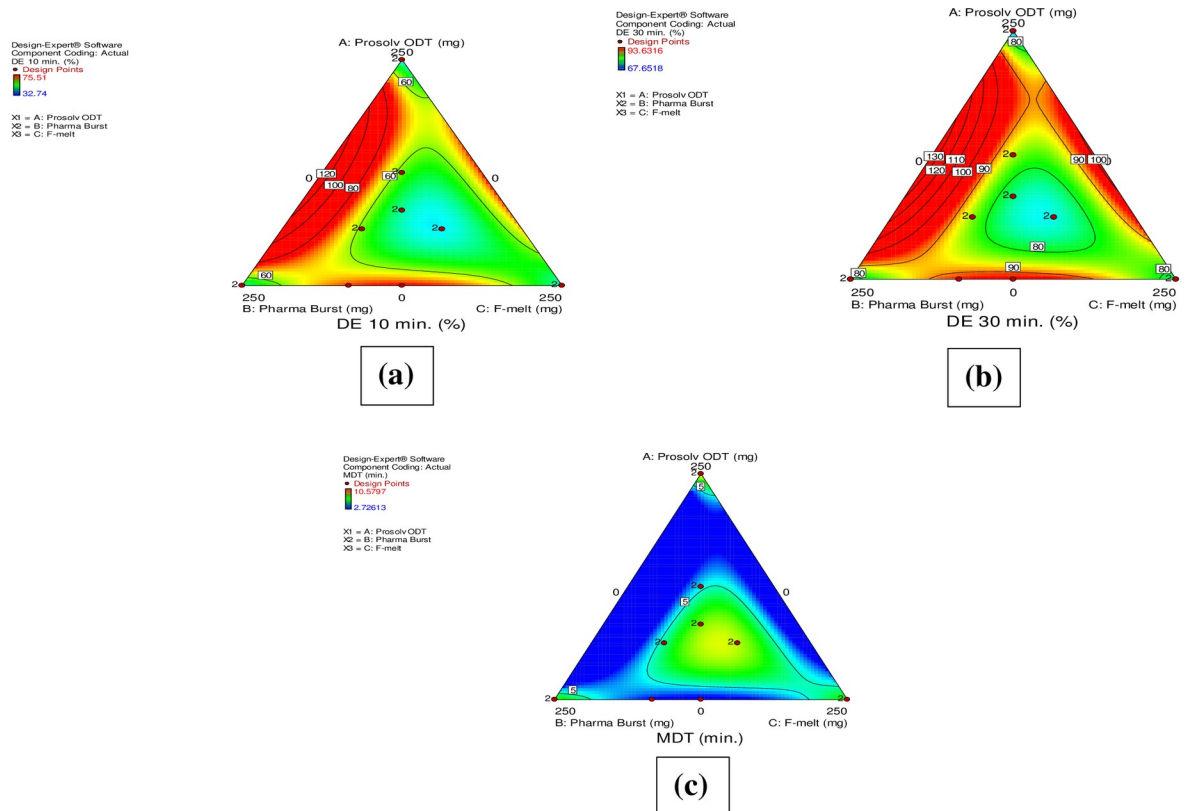 Design-Expert® Software
Component Coding: Actual
DE 10 min. (%)
Design Points
75.51
32.74
X1 = A: Prosolv ODT
X2 = B: Pharma Burst
X3 = C: F-melt
A: Prosolv ODT (mg)
250
2
60
120
100
80
0
60
2
0
2
2
2
60
2
2
250
0
250
B: Pharma Burst (mg)
C: F-melt (mg)
DE 10 min. (%)
(a)
Design-Expert® Software
Component Coding: Actual
DE 30 min. (%)
Design Points
93.6316
67.6518
X1 = A: Prosolv ODT
X2 = B: Pharma Burst
X3 = C: F-melt
A: Prosolv ODT (mg)
250
2
80
130
110
120
100
90
0
2
90
100
0
2
2
2
80
90
2
80
80
2
250
0
250
B: Pharma Burst (mg)
C: F-melt (mg)
DE 30 min. (%)
(b)
Design-Expert® Software
Component Coding: Actual
MDT (min.)
Design Points
10.5797
2.72613
X1 = A: Prosolv ODT
X2 = B: Pharma Burst
X3 = C: F-melt
A: Prosolv ODT (mg)
250
2
5
0
2
5
0
2
2
2
5
2
2
250
0
250
B: Pharma Burst (mg)
C: F-melt (mg)
MDT (min.)
(c)